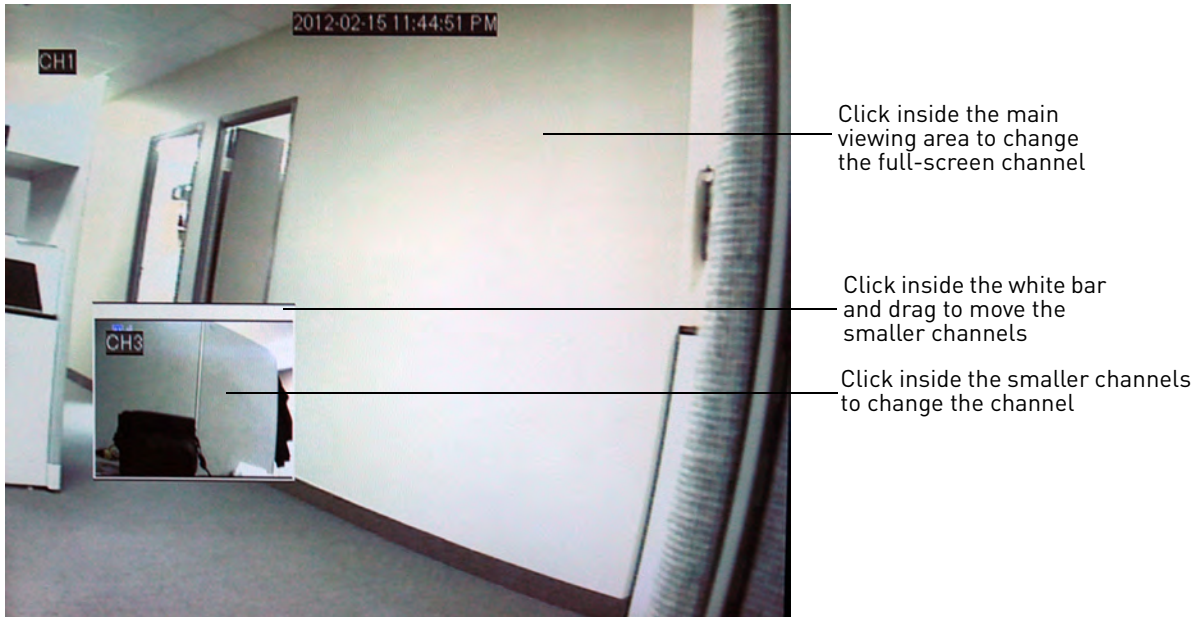 2012-02-15 11:44:51 PM
CH1
Click inside the main
viewing area to change
the full-screen channel
Click inside the white bar
and drag to move the
smaller channels
CH3
Click inside the smaller channels
to change the channel